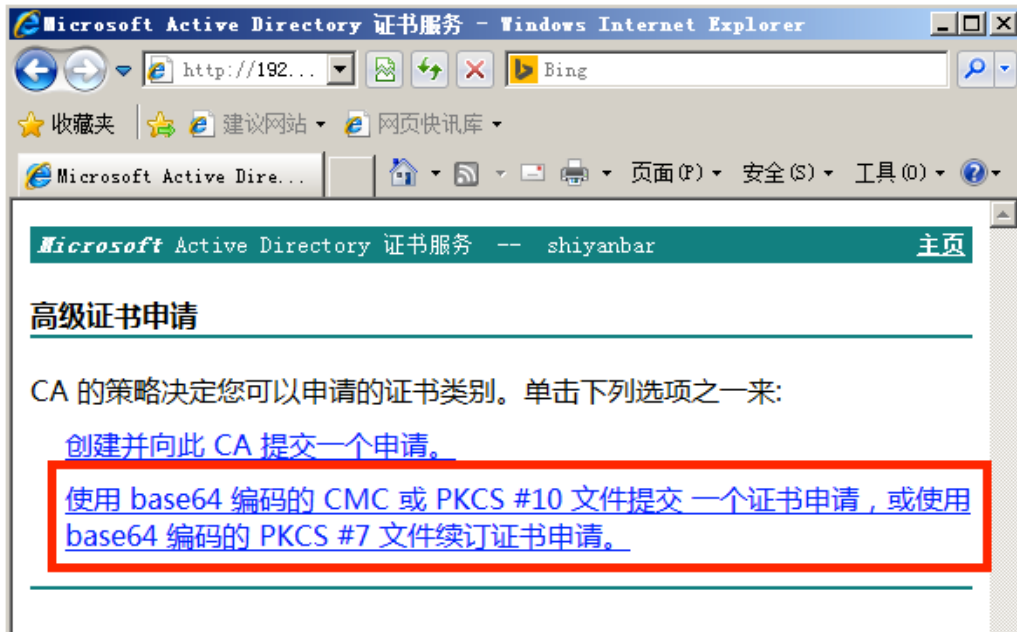 Microsoft Active Directory 证书服务 - Windows Internet Explorer
http://192... Bing
收藏夹 建议网站 网页快讯库
Microsoft Active Dire... 页面(P) 安全(S) 工具(O)
Microsoft Active Directory 证书服务 -- shiyanbar 主页
高级证书申请
CA 的策略决定您可以申请的证书类别。单击下列选项之一来:
创建并向此 CA 提交一个申请。
使用 base64 编码的 CMC 或 PKCS #10 文件提交 一个证书申请，或使用
base64 编码的 PKCS #7 文件续订证书申请。